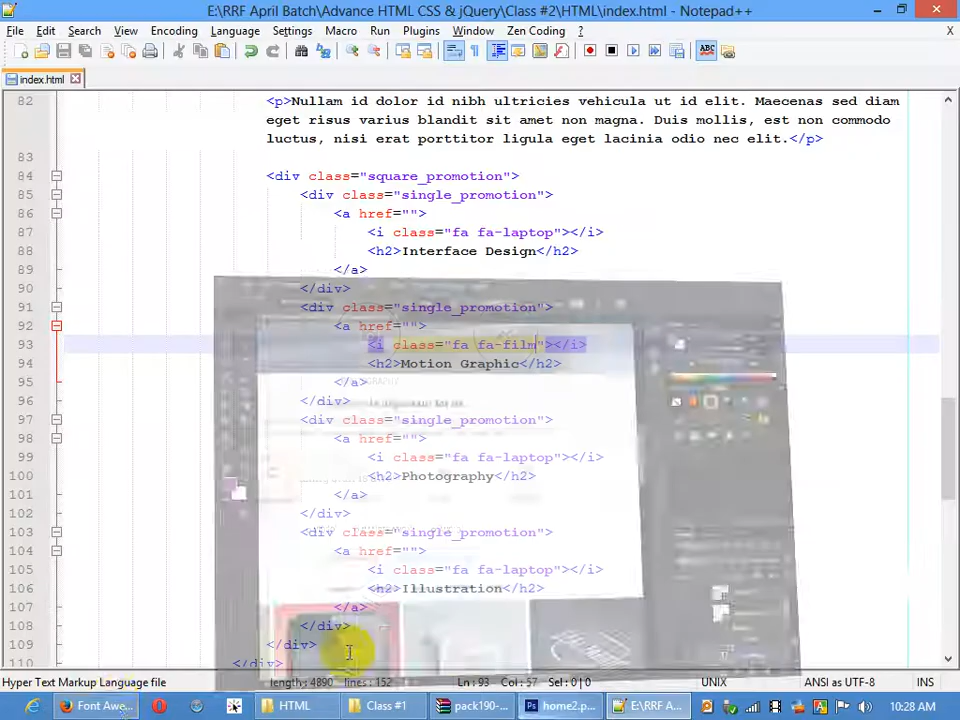 E:\RRF April Batch\Advance HTML CSS & jQuery\Class #2\HTML\index.html - Notepad++
File Edit Search View Encoding Language Settings Macro Run Plugins Window Zen Coding ? X
index.html
82 <p>Nullam id dolor id nibh ultricies vehicula ut id elit. Maecenas sed diam
eget risus varius blandit sit amet non magna. Duis mollis, est non commodo
luctus, nisi erat porttitor ligula eget lacinia odio nec elit.</p>
83
84 <div class="square_promotion">
85 <div class="single_promotion">
86 <a href="">
87 <i class="fa fa-laptop"></i>
88 <h2>Interface Design</h2>
89 </a>
90 </div>
91 <div class="single_promotion">
92 <a href="">
93 <i class="fa fa-film"></i>
94 <h2>Motion Graphic</h2>
95 </a>
96 </div>
97 <div class="single_promotion">
98 <a href="">
99 <i class="fa fa-laptop"></i>
100 <h2>Photography</h2>
101 </a>
102 </div>
103 <div class="single_promotion">
104 <a href="">
105 <i class="fa fa-laptop"></i>
106 <h2>Illustration</h2>
107 </a>
108 </div>
109 </div>
110 </div>
Hyper Text Markup Language file length: 4890 lines: 152 Ln: 93 Col: 57 Sel: 0 | 0 UNIX ANSI as UTF-8 INS
Font Awe... HTML Class #1 pack190-... home2.p... E:\RRF A... 10:28 AM